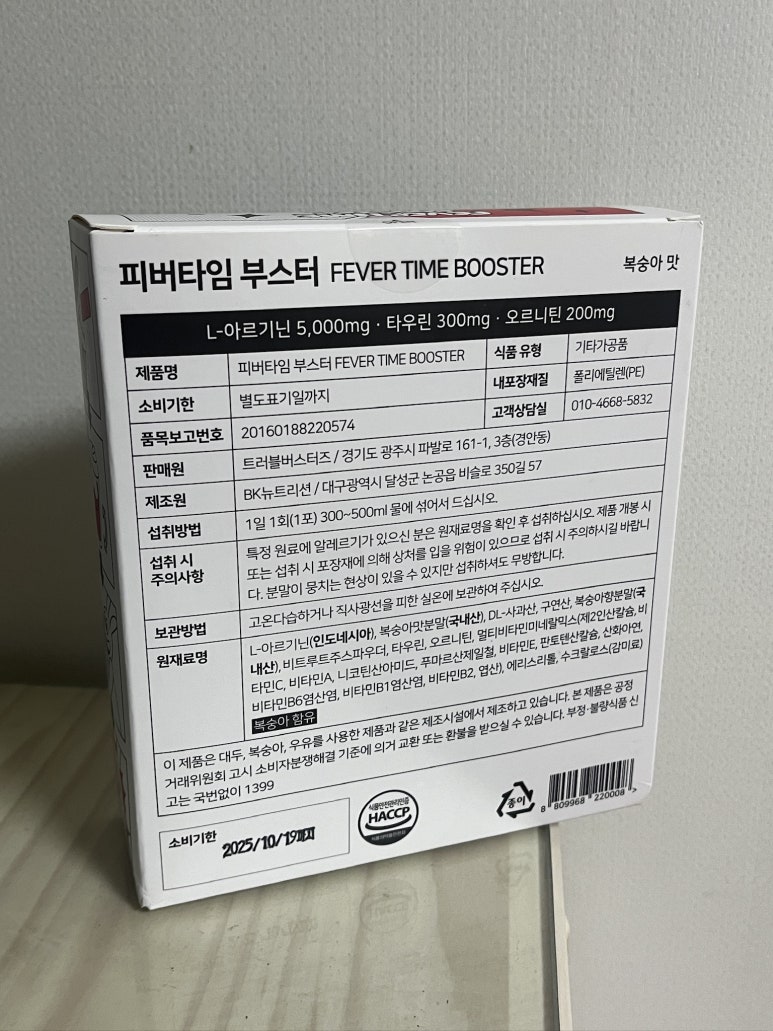 피버타임 부스터 FEVER TIME BOOSTER 복숭아 맛
L-아르기닌 5,000mg · 타우린 300mg · 오르니틴 200mg
제품명 피버타임 부스터 FEVER TIME BOOSTER 식품 유형 기타가공품
소비기한 별도표기일까지 내포장재질 폴리에틸렌(PE)
품목보고번호 20160188220574 고객상담실 010-4668-5832
판매원 트러블버스터즈 / 경기도 광주시 파발로 161-1, 3층(경안동)
제조원 BK뉴트리션 / 대구광역시 달성군 논공읍 비슬로 350길 57
섭취방법 1일 1회(1포) 300~500ml 물에 섞어서 드십시오.
섭취 시
주의사항
특정 원료에 알레르기가 있으신 분은 원재료명을 확인 후 섭취하십시오. 제품 개봉 시
또는 섭취 시 포장재에 의해 상처를 입을 위험이 있으므로 섭취 시 주의하시길 바랍니
다. 분말이 뭉치는 현상이 있을 수 있지만 섭취하셔도 무방합니다.
보관방법 고온다습하거나 직사광선을 피한 실온에 보관하여 주십시오.
원재료명 L-아르기닌(인도네시아), 복숭아맛분말(국내산), DL-사과산, 구연산, 복숭아향분말(국
내산), 비트루트주스파우더, 타우린, 오르니틴, 멀티비타민미네랄믹스(제2인산칼슘, 비
타민C, 비타민A, 니코틴산아미드, 푸마르산제일철, 비타민E, 판토텐산칼슘, 산화아연,
비타민B6염산염, 비타민B1염산염, 비타민B2, 엽산), 에리스리톨, 수크랄로스(감미료)
복숭아 함유
이 제품은 대두, 복숭아, 우유를 사용한 제품과 같은 제조시설에서 제조하고 있습니다. 본 제품은 공정
거래위원회 고시 소비자분쟁해결 기준에 의거 교환 또는 환불을 받으실 수 있습니다. 부정·불량식품 신
고는 국번없이 1399
소비기한 2025/10/19까지
식품안전관리인증
HACCP
종이
8 809968 220008 >